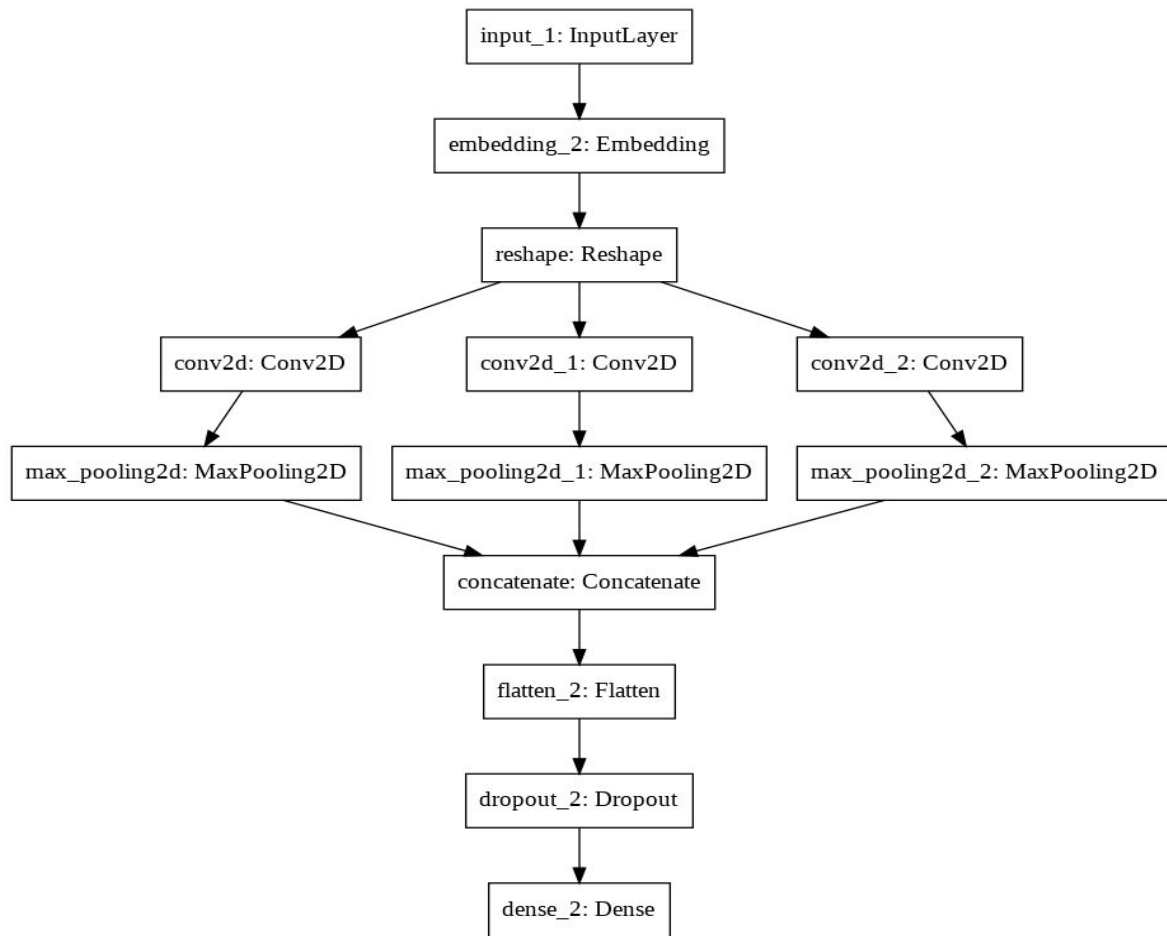 input_1: InputLayer
embedding_2: Embedding
reshape: Reshape
conv2d: Conv2D
conv2d_1: Conv2D
conv2d_2: Conv2D
max_pooling2d: MaxPooling2D
max_pooling2d_1: MaxPooling2D
max_pooling2d_2: MaxPooling2D
concatenate: Concatenate
flatten_2: Flatten
dropout_2: Dropout
dense_2: Dense